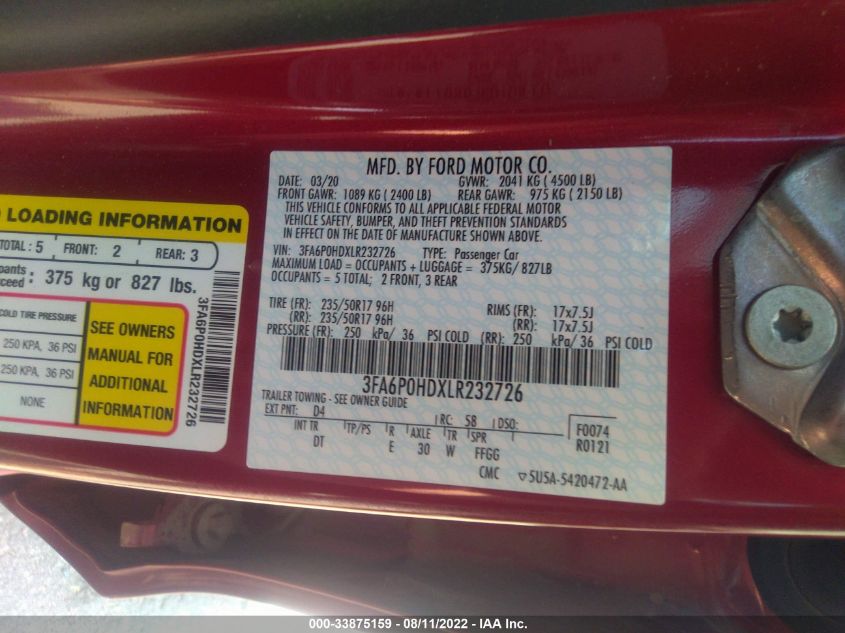 LOADING INFORMATION
TOTAL: 5 FRONT: 2 REAR: 3
375 kg or 827 lbs.
COLD TIRE PRESSURE
250 KPA, 36 PSI
250 KPA, 36 PSI
NONE
SEE OWNERS
MANUAL FOR
ADDITIONAL
INFORMATION
3FA6P0HDXLR232726
MFD. BY FORD MOTOR CO.
DATE: 03/20 GVWR: 2041 KG ( 4500 LB)
FRONT GAWR: 1089 KG ( 2400 LB) REAR GAWR: 975 KG ( 2150 LB)
THIS VEHICLE CONFORMS TO ALL APPLICABLE FEDERAL MOTOR
VEHICLE SAFETY, BUMPER, AND THEFT PREVENTION STANDARDS
IN EFFECT ON THE DATE OF MANUFACTURE SHOWN ABOVE.
VIN: 3FA6P0HDXLR232726 TYPE: Passenger Car
MAXIMUM LOAD = OCCUPANTS + LUGGAGE = 375KG/ 827LB
OCCUPANTS = 5 TOTAL; 2 FRONT, 3 REAR
TIRE (FR): 235/50R17 96H RIMS (FR): 17x7.5J
(RR): 235/50R17 96H (RR): 17x7.5J
PRESSURE (FR): 250 kPa/ 36 PSI COLD (RR): 250 kPa/ 36 PSI COLD
3FA6P0HDXLR232726
TRAILER TOWING - SEE OWNER GUIDE
EXT PNT: D4 RC: 58 DSO: F0074
INT TR TP/PS R AXLE TR SPR R0121
DT E 30 W FFGG
CMC 5U5A-5420472-AA
000-33875159 - 08/11/2022 - IAA Inc.